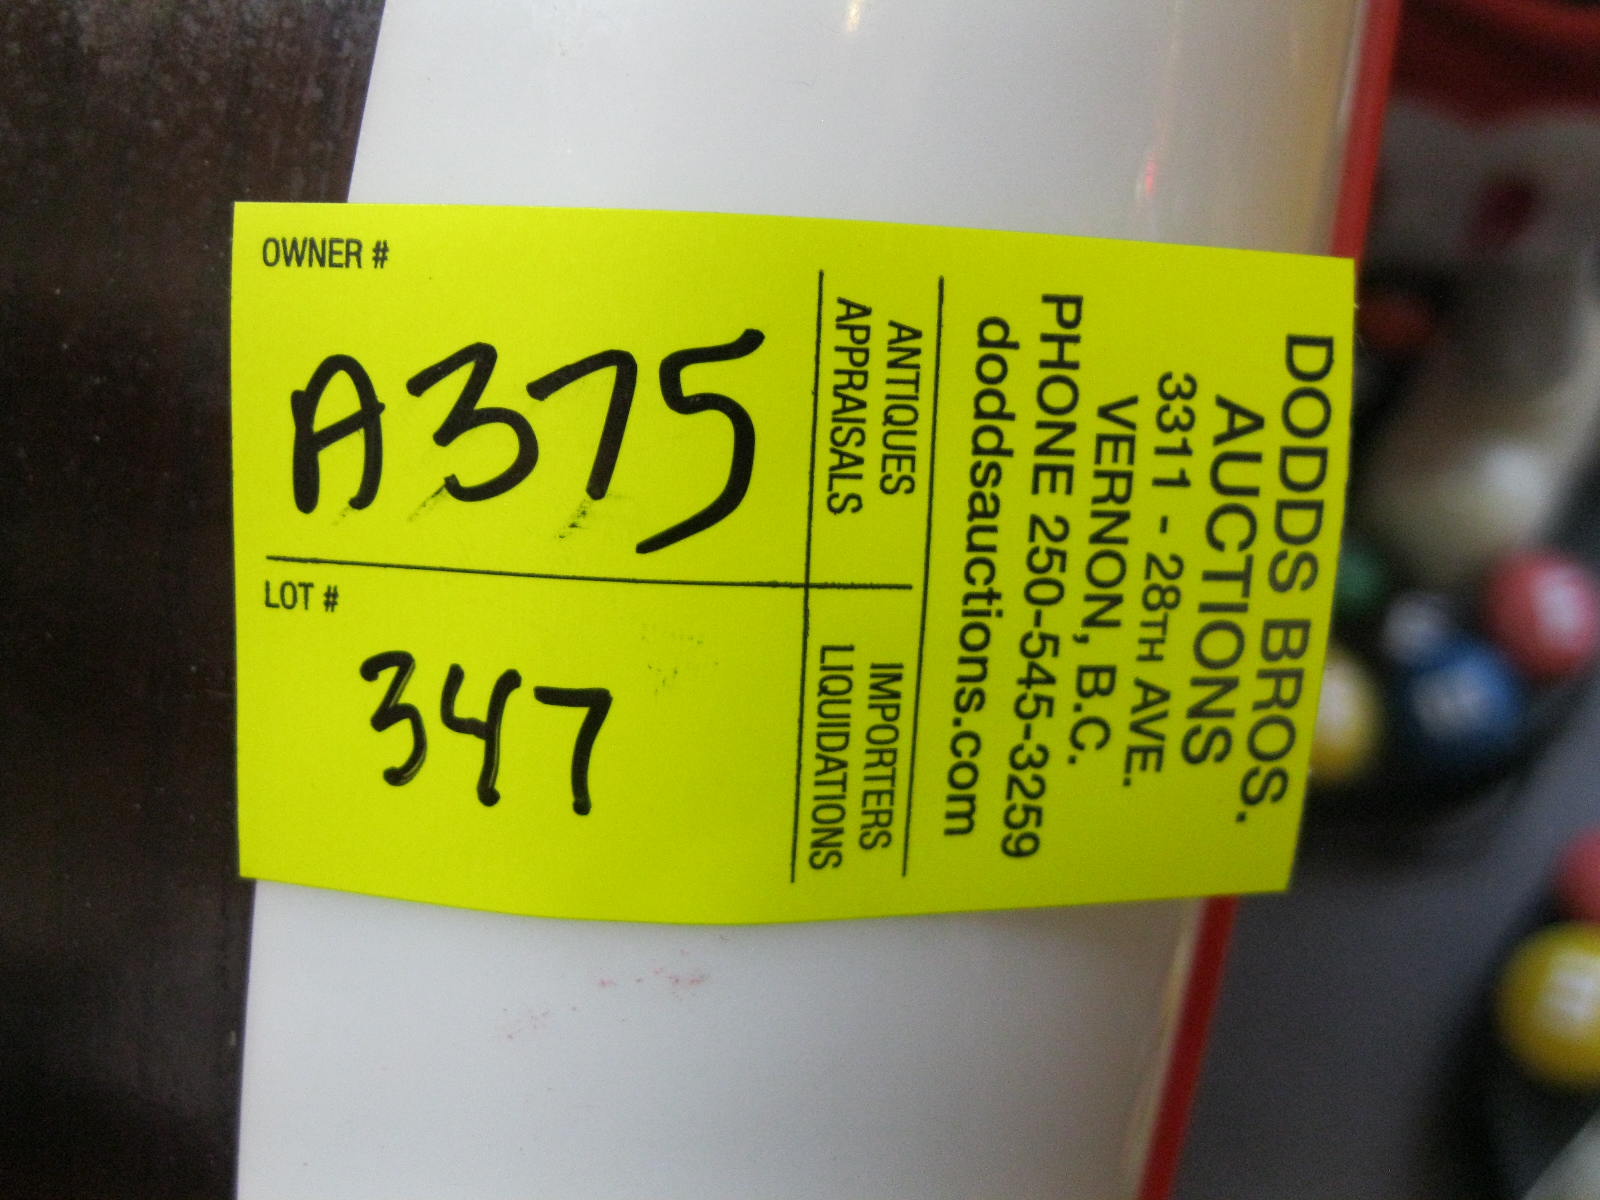 OWNER #
A375
LOT #
347
DODDS BROS.
AUCTIONS
3311 - 28TH AVE.
VERNON, B.C.
PHONE 250-545-3259
doddsauctions.com
ANTIQUES
APPRAISALS
IMPORTERS
LIQUIDATIONS